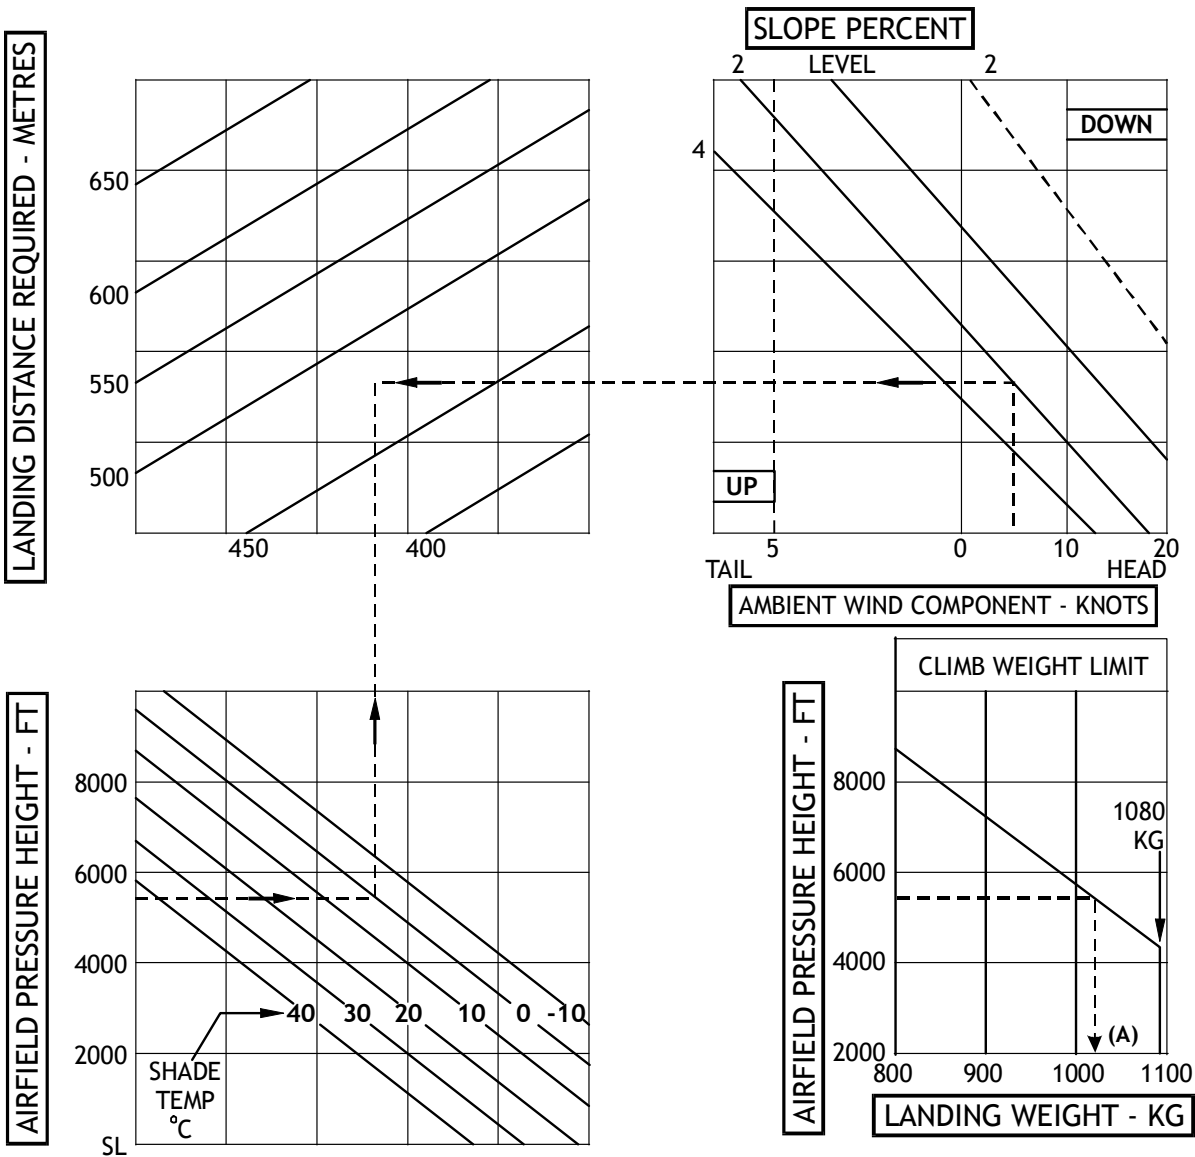 SLOPE PERCENT
2 LEVEL 2
DOWN
4
LANDING DISTANCE REQUIRED - METRES
650
600
550
500
450 400
UP
5 0 10 20
TAIL HEAD
AMBIENT WIND COMPONENT - KNOTS
AIRFIELD PRESSURE HEIGHT - FT
8000
6000
4000
2000
SL
40 30 20 10 0 -10
SHADE
TEMP
°C
CLIMB WEIGHT LIMIT
AIRFIELD PRESSURE HEIGHT - FT
8000
6000
4000
2000
1080
KG
(A)
800 900 1000 1100
LANDING WEIGHT - KG